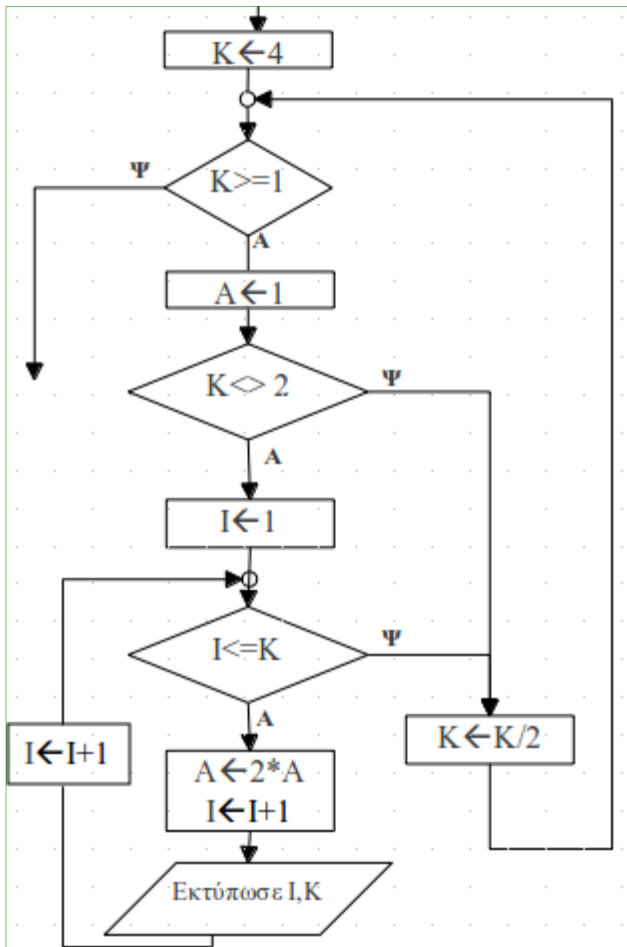 K←4
K>=1
Ψ
A
A←1
K<> 2
Ψ
A
I←1
I<=K
Ψ
A
I←I+1
A←2*A
I←I+1
K←K/2
Εκτύπωσε I,K